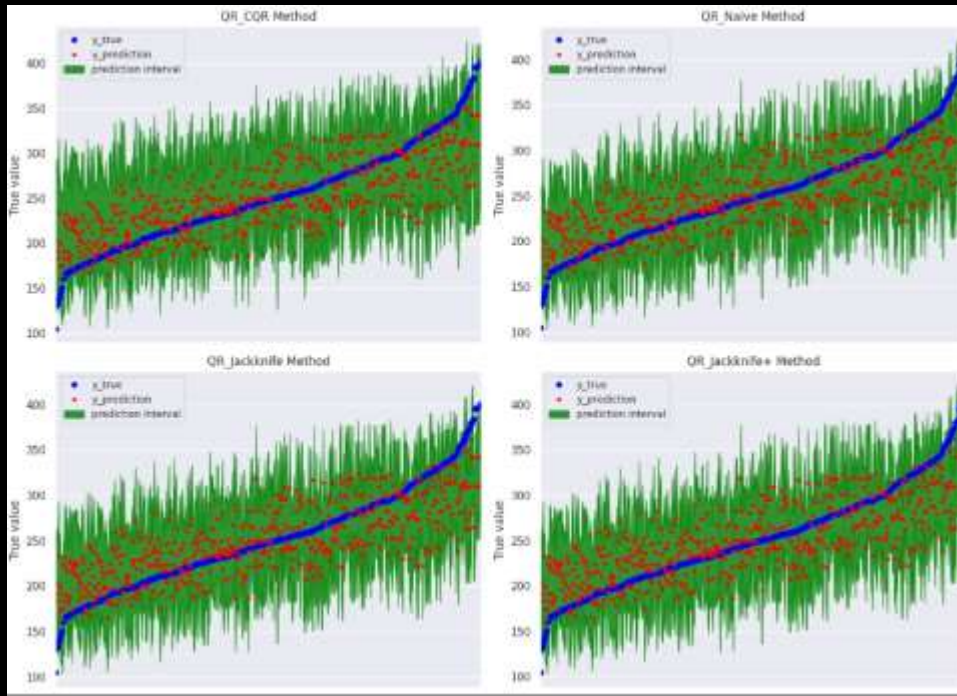 QR_CQR Method
y_true
y_prediction
prediction interval
400
350
300
250
200
150
100
True value
QR_Naive Method
y_true
y_prediction
prediction interval
400
350
300
250
200
150
100
True value
QR_Jackknife Method
y_true
y_prediction
prediction interval
400
350
300
250
200
150
100
True value
QR_Jackknife+ Method
y_true
y_prediction
prediction interval
400
350
300
250
200
150
100
True value